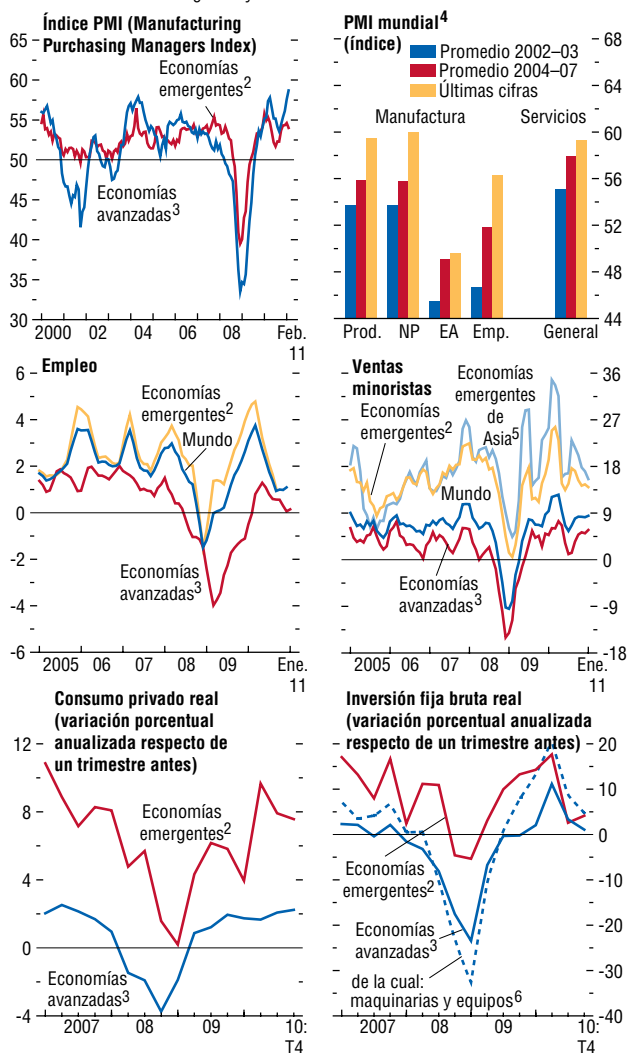 Índice PMI (Manufacturing
Purchasing Managers Index)
65
60
55
50
45
40
35
30
Economías
emergentes2
Economías
avanzadas3
2000 02 04 06 08 Feb.
11
PMI mundial4
(índice)
Promedio 2002–03
Promedio 2004–07
Últimas cifras
Manufactura Servicios
68
64
60
56
52
48
44
Prod. NP EA Emp. General
Empleo
6
4
2
0
-2
-4
-6
Economías
emergentes2
Mundo
Economías
avanzadas3
2005 06 07 08 09 Ene.
11
Ventas
minoristas
Economías
emergentes
de
Asia5
Economías
emergentes2
Mundo
Economías
avanzadas3
36
27
18
9
0
-9
-18
2005 06 07 08 09 Ene.
11
Consumo privado real
(variación porcentual
anualizada respecto de
un trimestre antes)
12
8
4
0
-4
Economías
emergentes2
Economías
avanzadas3
2007 08 09 10:
T4
Inversión fija bruta real
(variación porcentual anualizada
respecto de un trimestre antes)
20
10
0
-10
-20
-30
-40
Economías
emergentes2
Economías
avanzadas3
de la cual:
maquinarias y equipos6
2007 08 09 10:
T4